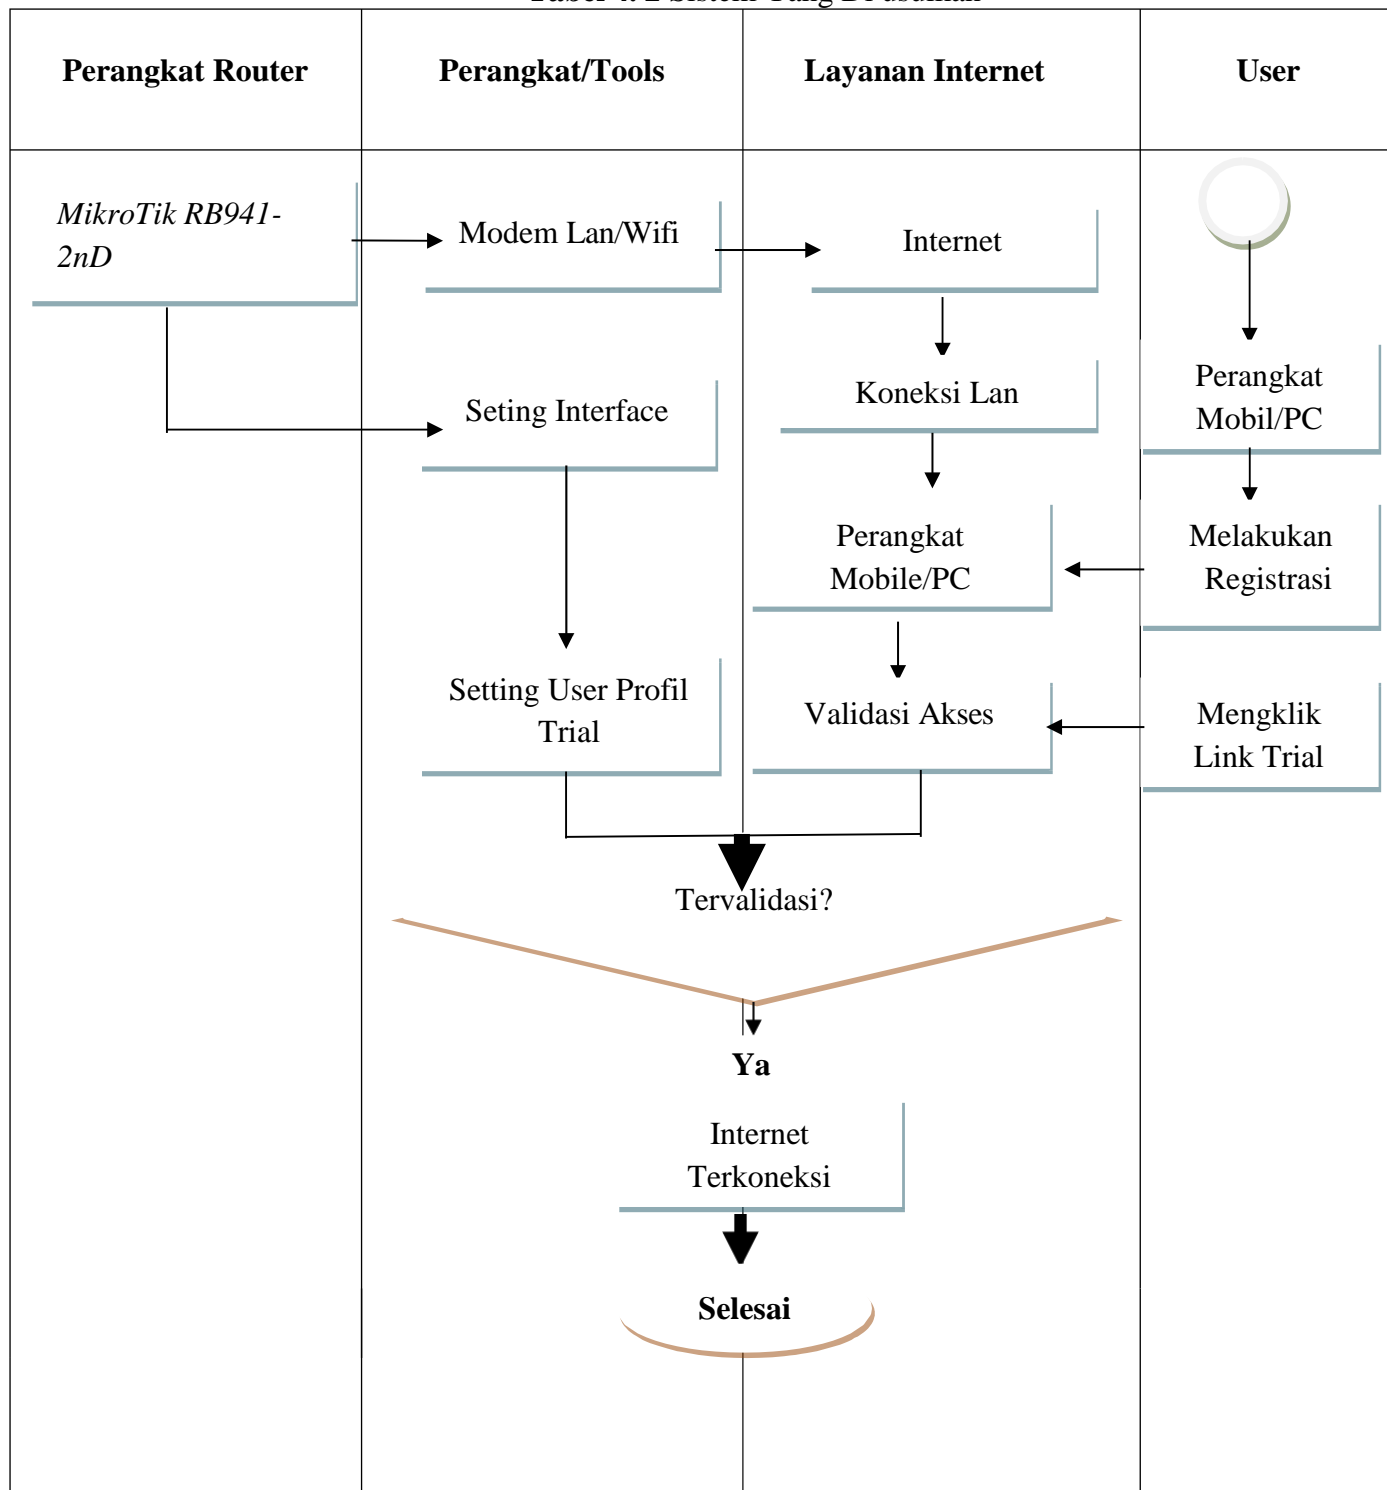 Perangkat Router
Perangkat/Tools
Layanan Internet
User
MikroTik RB941-
2nD
Modem Lan/Wifi
Internet
Seting Interface
Koneksi Lan
Perangkat
Mobil/PC
Perangkat
Mobile/PC
Melakukan
Registrasi
Setting User Profil
Trial
Validasi Akses
Mengklik
Link Trial
Tervalidasi?
Ya
Internet
Terkoneksi
Selesai